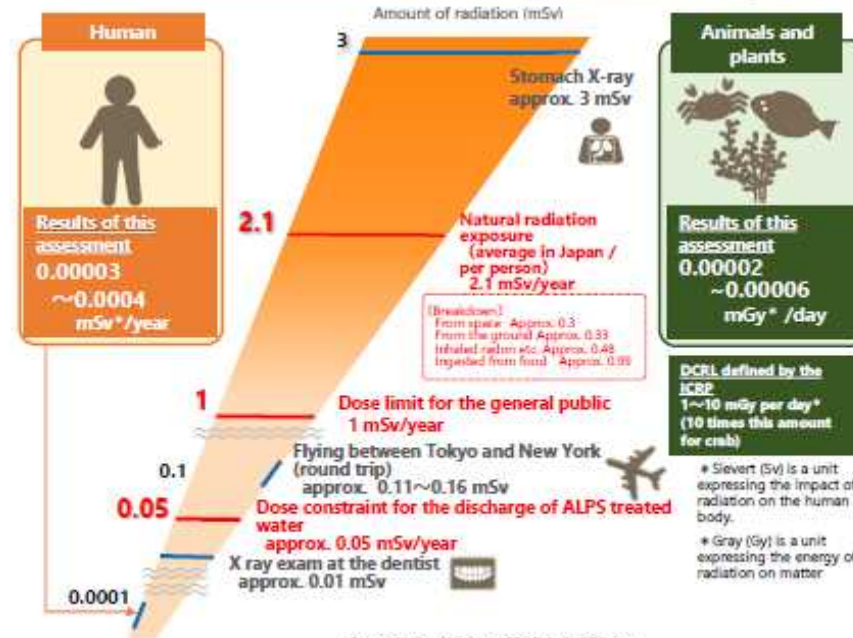 Amount of radiation (mSv)
Human
Results of this
assessment
0.00003
～0.0004
mSv*/year
3
Stomach X-ray
approx. 3 mSv
2.1
Natural radiation
exposure
(average in Japan /
per person)
2.1 mSv/year
[Breakdown]
From space Approx. 0.3
From the ground Approx. 0.33
Inhaled radon etc. Approx. 0.48
Ingested from food Approx. 0.99
1
Dose limit for the general public
1 mSv/year
0.1
Flying between Tokyo and New York
(round trip)
approx. 0.11～0.16 mSv
0.05
Dose constraint for the discharge of ALPS treated
water
approx. 0.05 mSv/year
X ray exam at the dentist
approx. 0.01 mSv
0.0001
Animals and
plants
Results of this
assessment
0.00002
~0.00006
mGy* /day
DCRL defined by the
ICRP
1～10 mGy per day*
(10 times this amount
for crab)
* Sievert (Sv) is a unit
expressing the impact of
radiation on the human
body.
* Gray (Gy) is a unit
expressing the energy of
radiation on matter